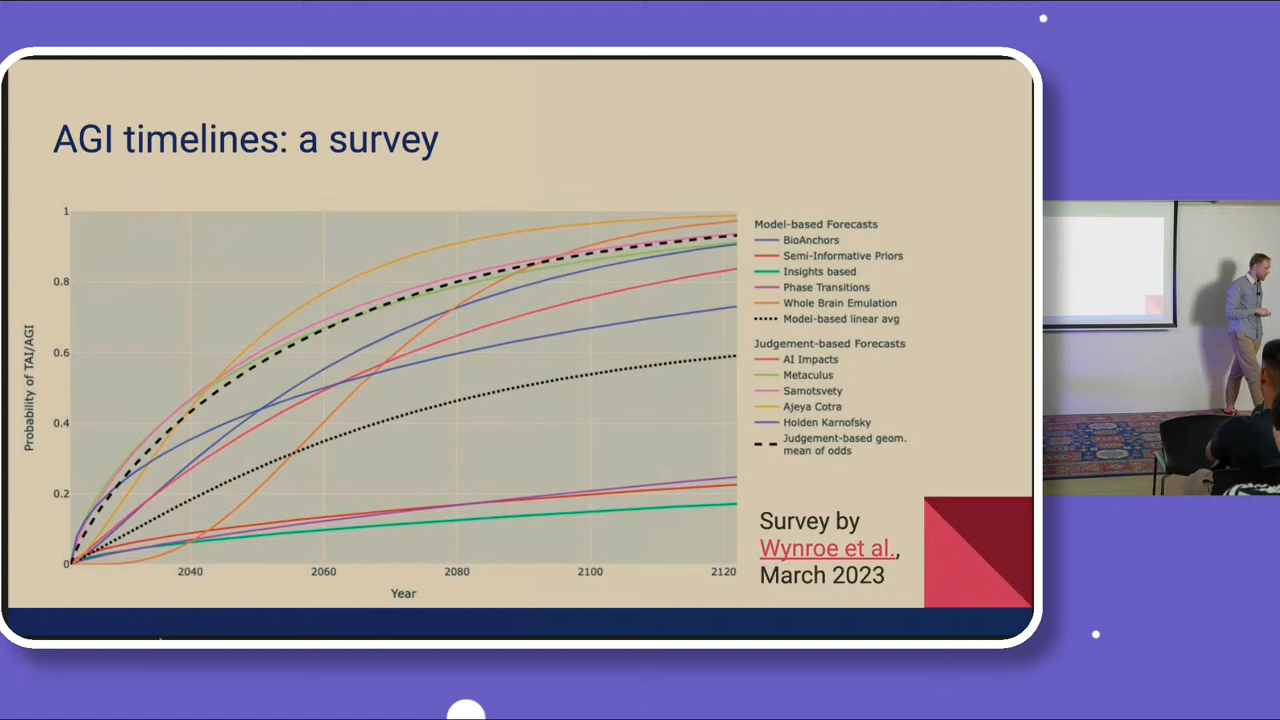 AGI timelines: a survey
Probability of TAI/AGI
1
0.8
0.6
0.4
0.2
0
2040
2060
2080
2100
2120
Year
Model-based Forecasts
BioAnchors
Semi-Informative Priors
Insights based
Phase Transitions
Whole Brain Emulation
Model-based linear avg
Judgement-based Forecasts
AI Impacts
Metaculus
Samotsvety
Ajeya Cotra
Holden Karnofsky
Judgement-based geom.
mean of odds
Survey by
Wynroe et al.,
March 2023